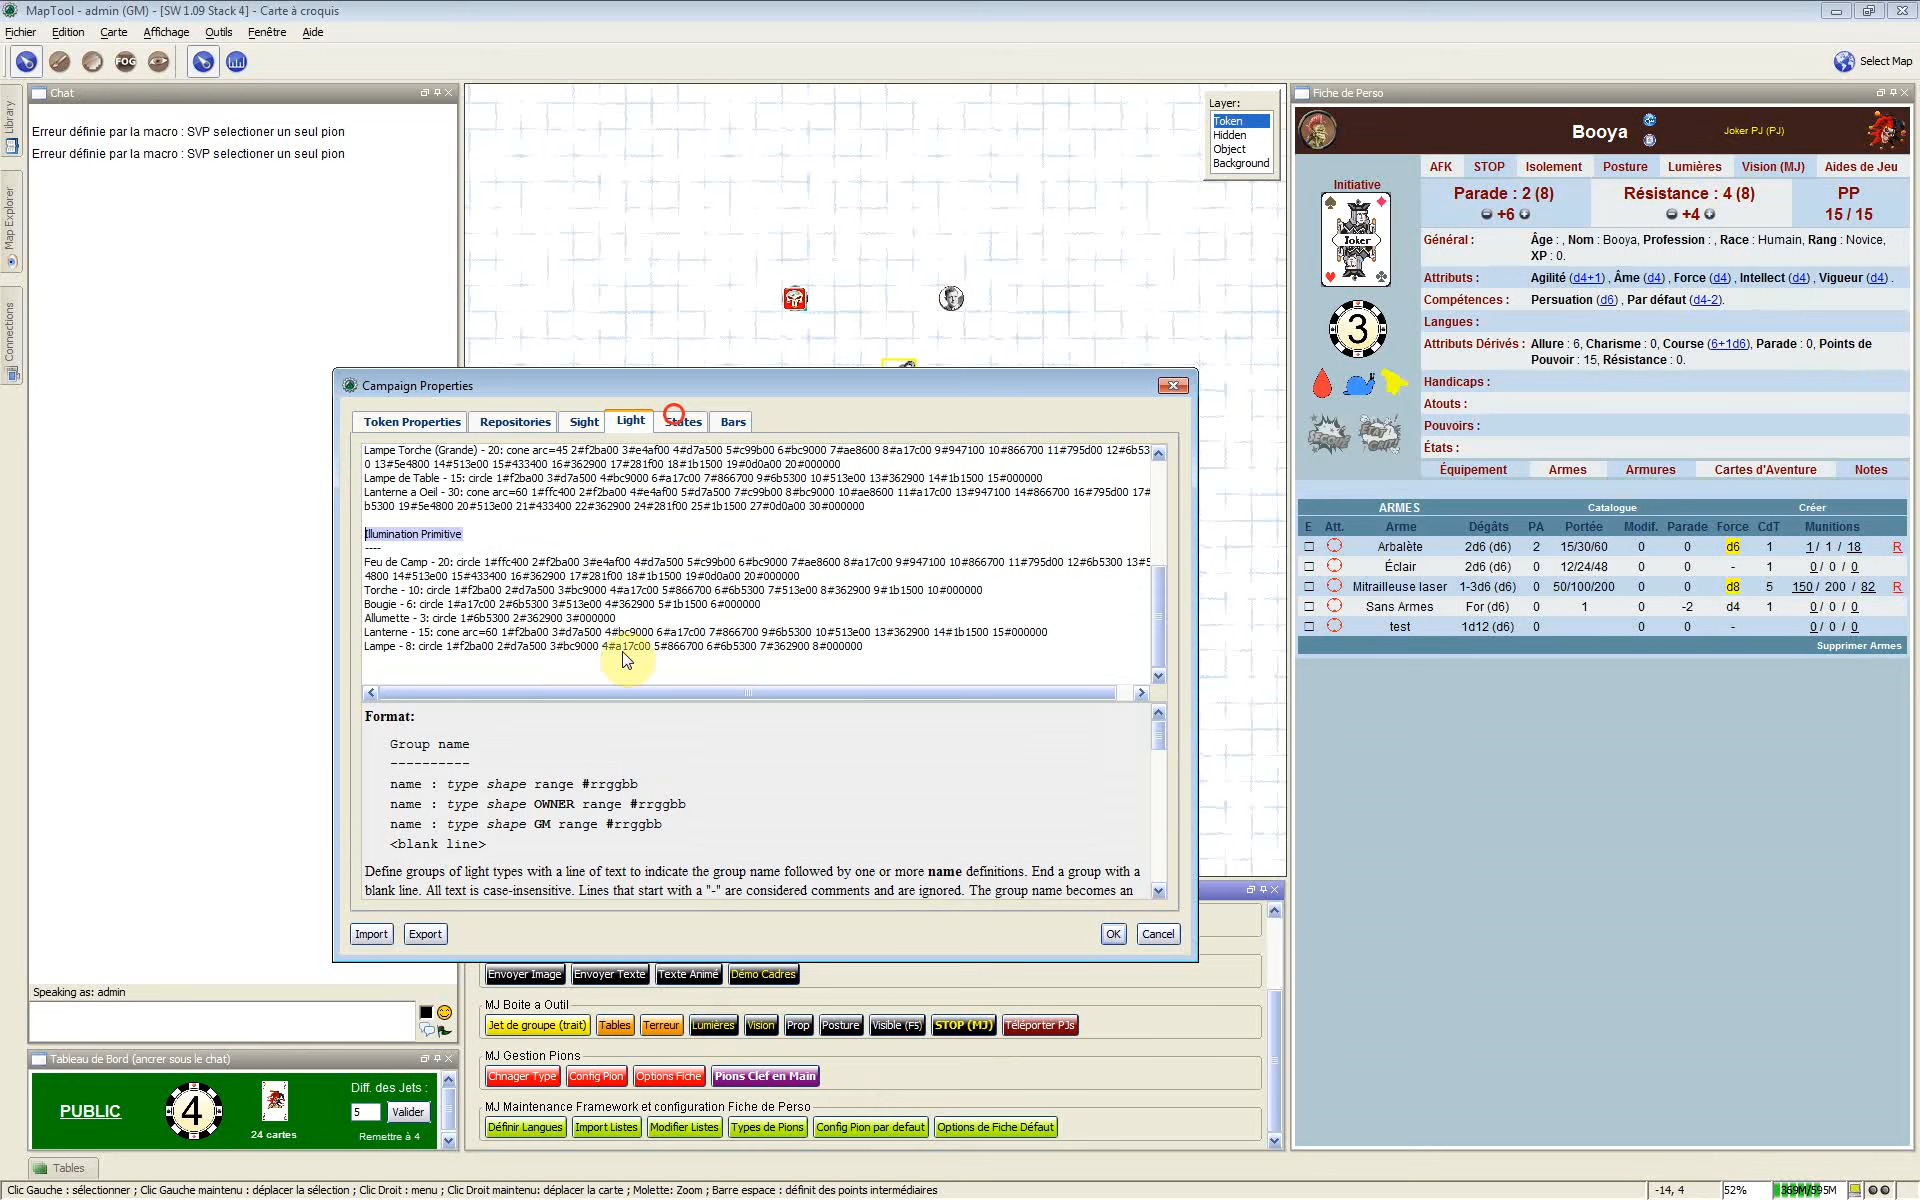 MapTool - admin (GM) - [SW 1.09 Stack 4] - Carte à croquis
Fichier Edition Carte Affichage Outils Fenêtre Aide
FOG
Select Map
Library
Map Explorer
Connections
Chat
Erreur définie par la macro : SVP selectioner un seul pion
Erreur définie par la macro : SVP selectioner un seul pion
Speaking as: admin
Layer:
Token
Hidden
Object
Background
Campaign Properties
Token Properties Repositories Sight Light States Bars
Lampe Torche (Grande) - 20: cone arc=45 2#f2ba00 3#e4af00 4#d7a500 5#c99b00 6#bc9000 7#ae8600 8#a17c00 9#947100 10#866700 11#795d00 12#6b53
0 13#5e4800 14#513e00 15#433400 16#362900 17#281f00 18#1b1500 19#0d0a00 20#000000
Lampe de Table - 15: circle 1#f2ba00 3#d7a500 4#bc9000 6#a17c00 7#866700 9#6b5300 10#513e00 13#362900 14#1b1500 15#000000
Lanterne a Oeil - 30: cone arc=60 1#ffc400 2#f2ba00 4#e4af00 5#d7a500 7#c99b00 8#bc9000 10#ae8600 11#a17c00 13#947100 14#866700 16#795d00 17#
b5300 19#5e4800 20#513e00 21#433400 22#362900 24#281f00 25#1b1500 27#0d0a00 30#000000
Illumination Primitive
----
Feu de Camp - 20: circle 1#ffc400 2#f2ba00 3#e4af00 4#d7a500 5#c99b00 6#bc9000 7#ae8600 8#a17c00 9#947100 10#866700 11#795d00 12#6b5300 13#5
4800 14#513e00 15#433400 16#362900 17#281f00 18#1b1500 19#0d0a00 20#000000
Torche - 10: circle 1#f2ba00 2#d7a500 3#bc9000 4#a17c00 5#866700 6#6b5300 7#513e00 8#362900 9#1b1500 10#000000
Bougie - 6: circle 1#a17c00 2#6b5300 3#513e00 4#362900 5#1b1500 6#000000
Allumette - 3: circle 1#6b5300 2#362900 3#000000
Lanterne - 15: cone arc=60 1#f2ba00 3#d7a500 4#bc9000 6#a17c00 7#866700 9#6b5300 10#513e00 13#362900 14#1b1500 15#000000
Lampe - 8: circle 1#f2ba00 2#d7a500 3#bc9000 4#a17c00 5#866700 6#6b5300 7#362900 8#000000
Format:
Group name
----------
name : type shape range #rrggbb
name : type shape OWNER range #rrggbb
name : type shape GM range #rrggbb
<blank line>
Define groups of light types with a line of text to indicate the group name followed by one or more name definitions. End a group with a
blank line. All text is case-insensitive. Lines that start with a "-" are considered comments and are ignored. The group name becomes an
Import Export OK Cancel
Envoyer Image Envoyer Texte Texte Animé Démo Cadres
MJ Boite a Outil
Jet de groupe (trait) Tables Terreur Lumières Vision Prop Posture Visible (F5) STOP (MJ) Téléporter PJs
MJ Gestion Pions
Chnager Type Config Pion Options Fiche Pions Clef en Main
MJ Maintenance Framework et configuration Fiche de Perso
Définir Langues Import Listes Modifier Listes Types de Pions Config Pion par defaut Options de Fiche Défaut
Tableau de Bord (ancrer sous le chat)
PUBLIC
4
24 cartes
Diff. des Jets :
5 Valider
Remettre à 4
Tables
Fiche de Perso
Booya
Joker PJ (PJ)
AFK STOP Isolement Posture Lumières Vision (MJ) Aides de Jeu
Initiative
Joker
3
Parade : 2 (8) Résistance : 4 (8) PP
+6 +4 15 / 15
Général : Âge : , Nom : Booya, Profession : , Race : Humain, Rang : Novice,
XP : 0.
Attributs : Agilité (d4+1) , Âme (d4) , Force (d4) , Intellect (d4) , Vigueur (d4) .
Compétences : Persuation (d6) , Par défaut (d4-2).
Langues :
Attributs Dérivés : Allure : 6, Charisme : 0, Course (6+1d6), Parade : 0, Points de
Pouvoir : 15, Résistance : 0.
Handicaps :
Atouts :
Pouvoirs :
États :
Équipement Armes Armures Cartes d'Aventure Notes
ARMES Catalogue Créer
E Att. Arme Dégâts PA Portée Modif. Parade Force CdT Munitions
Arbalète 2d6 (d6) 2 15/30/60 0 0 d6 1 1 / 1 / 18 R
Éclair 2d6 (d6) 0 12/24/48 0 0 - 1 0 / 0 / 0
Mitrailleuse laser 1-3d6 (d6) 0 50/100/200 0 0 d8 5 150 / 200 / 82 R
Sans Armes For (d6) 0 1 0 -2 d4 1 0 / 0 / 0
test 1d12 (d6) 0 0 0 - 1 0 / 0 / 0
Supprimer Armes
Clic Gauche : sélectionner ; Clic Gauche maintenu : déplacer la sélection ; Clic Droit : menu ; Clic Droit maintenu: déplacer la carte ; Molette: Zoom ; Barre espace : définit des points intermédiaires
-14, 4 52% 369M/595M